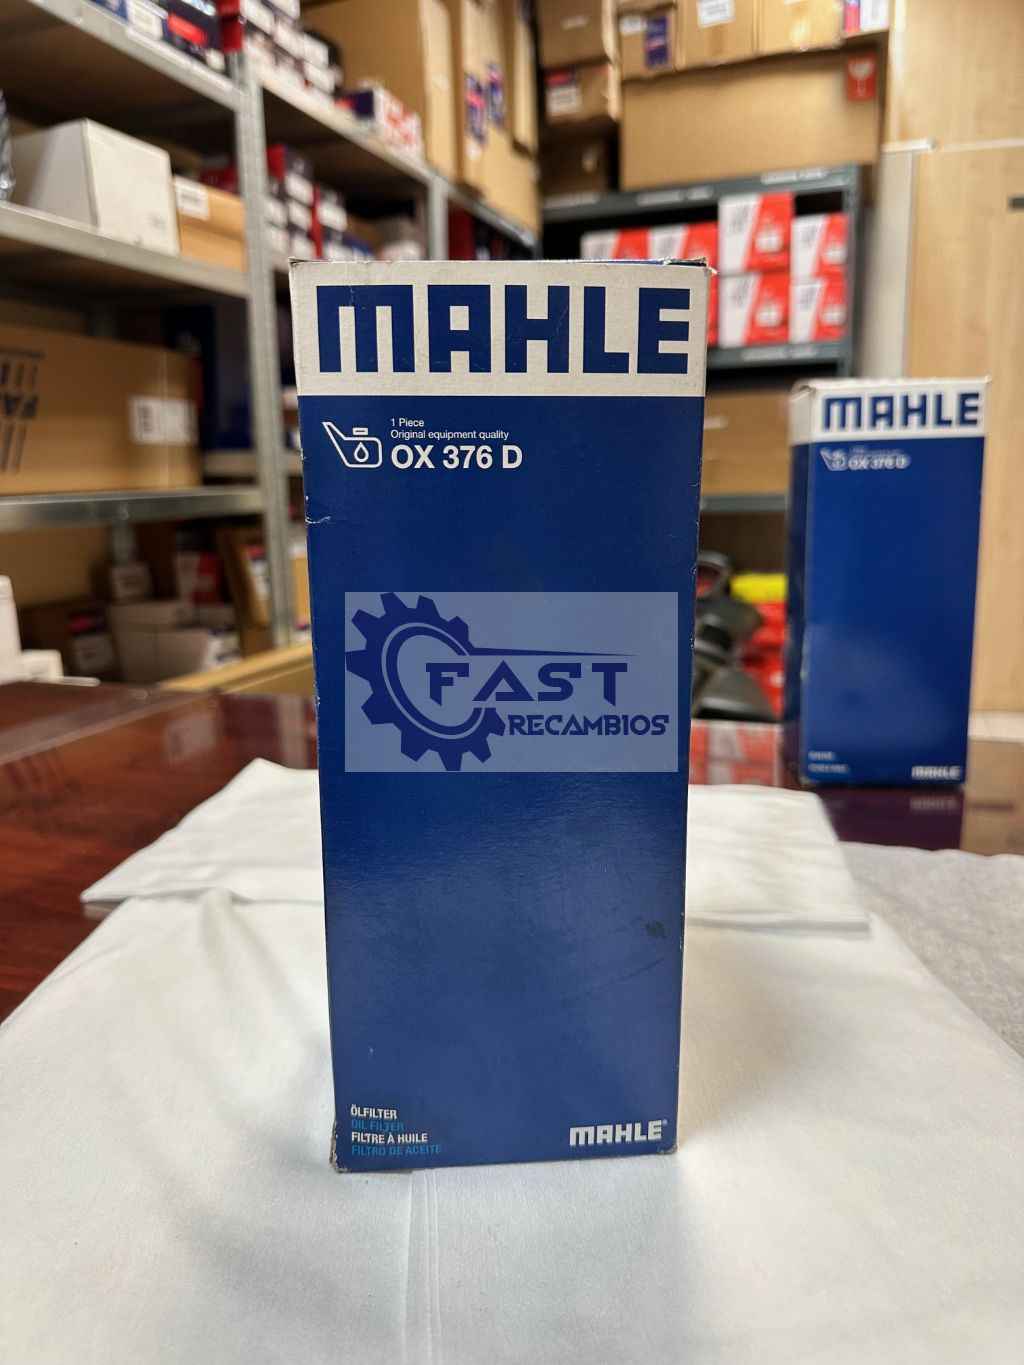 MAHLE
1 Piece
Original equipment quality
OX 376 D
FAST
RECAMBIOS
ÖLFILTER
OIL FILTER
FILTRE À HUILE
FILTRO DE ACEITE
MAHLE
MAHLE
OX 376 D
MAHLE